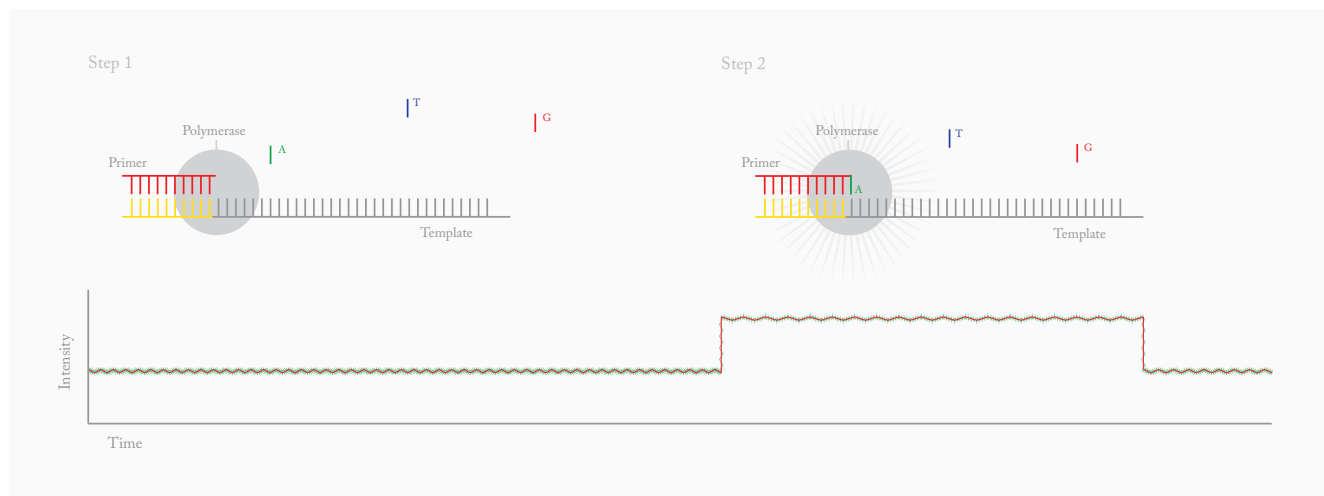 Step 1
Step 2
T
G
Polymerase
A
Primer
Template
Polymerase
T
G
Primer
A
Template
Intensity
Time